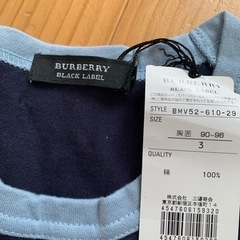 BURBERRY
BLACK LABEL
BURBERRY
BLACK LABEL
STYLE BMV52-610-29
SIZE
胸囲 90-96
3
QUALITY
綿 100%
株式会社 三陽商会
4547606158320